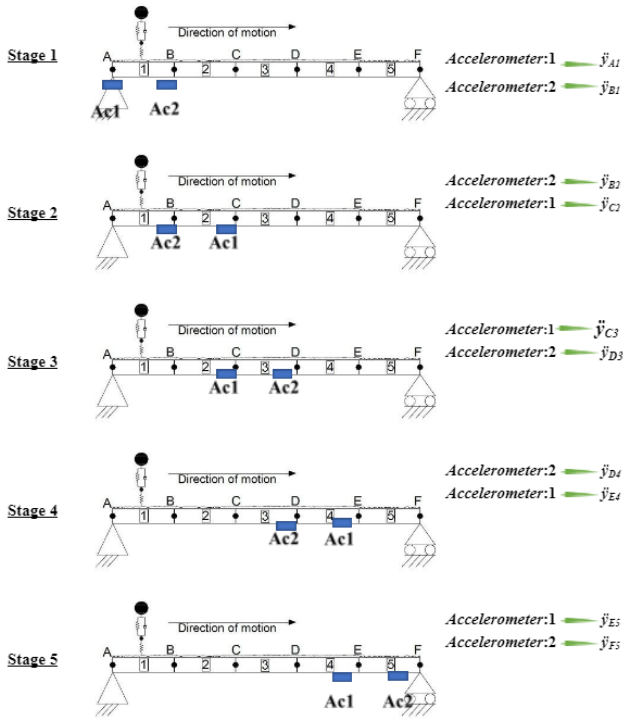 Stage 1
Direction of motion
A B C D E F
1 2 3 4 5
Ac1 Ac2
Accelerometer:1 ÿA1
Accelerometer:2 ÿB1
Stage 2
Direction of motion
A B C D E F
1 2 3 4 5
Ac2 Ac1
Accelerometer:2 ÿB2
Accelerometer:1 ÿC2
Stage 3
Direction of motion
A B C D E F
1 2 3 4 5
Ac1 Ac2
Accelerometer:1 ÿC3
Accelerometer:2 ÿD3
Stage 4
Direction of motion
A B C D E F
1 2 3 4 5
Ac2 Ac1
Accelerometer:2 ÿD4
Accelerometer:1 ÿE4
Stage 5
Direction of motion
A B C D E F
1 2 3 4 5
Ac1 Ac2
Accelerometer:1 ÿE5
Accelerometer:2 ÿF5